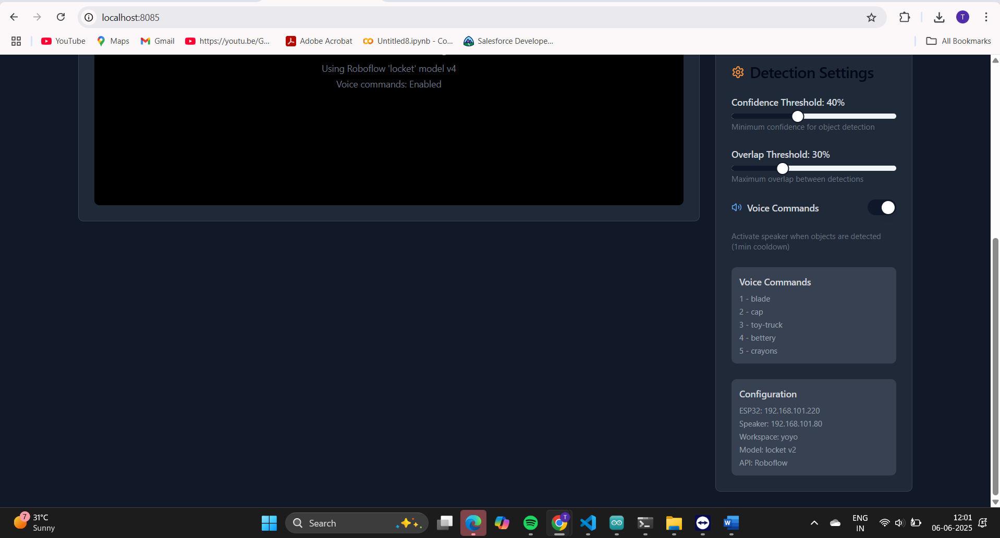 localhost:8085
T
YouTube
Maps
Gmail
https://youtu.be/G...
Adobe Acrobat
Untitled8.ipynb - Co...
Salesforce Develope...
All Bookmarks
Using Roboflow 'locket' model v4
Voice commands: Enabled
Detection Settings
Confidence Threshold: 40%
Minimum confidence for object detection
Overlap Threshold: 30%
Maximum overlap between detections
Voice Commands
Activate speaker when objects are detected
(1min cooldown)
Voice Commands
1 - blade
2 - cap
3 - toy-truck
4 - bettery
5 - crayons
Configuration
ESP32: 192.168.101.220
Speaker: 192.168.101.80
Workspace: yoyo
Model: locket v2
API: Roboflow
7
31°C
Sunny
Search
T
W
ENG
IN
12:01
06-06-2025